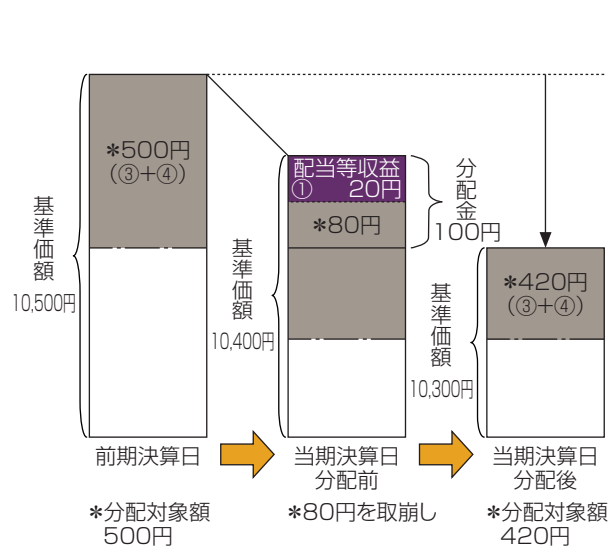 *500円
(③+④)
基準価額
10,500円
前期決算日
*分配対象額
500円
配当等収益
① 20円
*80円
分配金
100円
基準価額
10,400円
当期決算日
分配前
*80円を取崩し
*420円
(③+④)
基準価額
10,300円
当期決算日
分配後
*分配対象額
420円